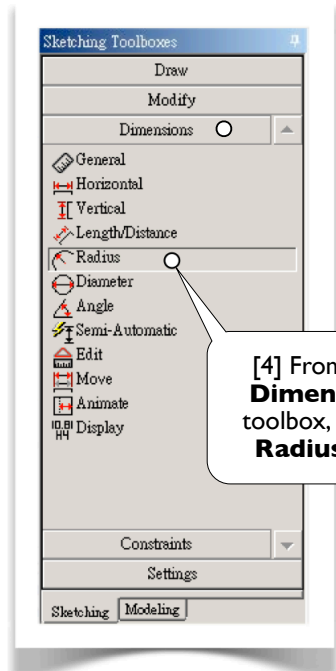 Sketching Toolboxes
Draw
Modify
Dimensions
General
Horizontal
Vertical
Length/Distance
Radius
Diameter
Angle
Semi-Automatic
Edit
Move
Animate
Display
[4] From
Dimen
toolbox,
Radius
Constraints
Settings
Sketching Modeling